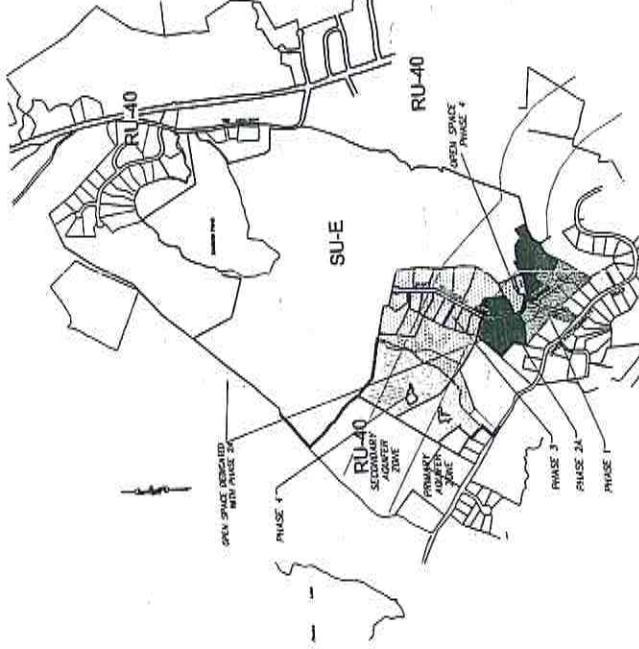 RU-40
RU-40
OPEN SPACE
PHASE 4
SU-E
OPEN SPACE DEDICATED
WITH PHASE 2A
PHASE 4
RU-40
SECONDARY
AQUIFER
ZONE
PRIMARY
AQUIFER
ZONE
PHASE 3
PHASE 2A
PHASE 1